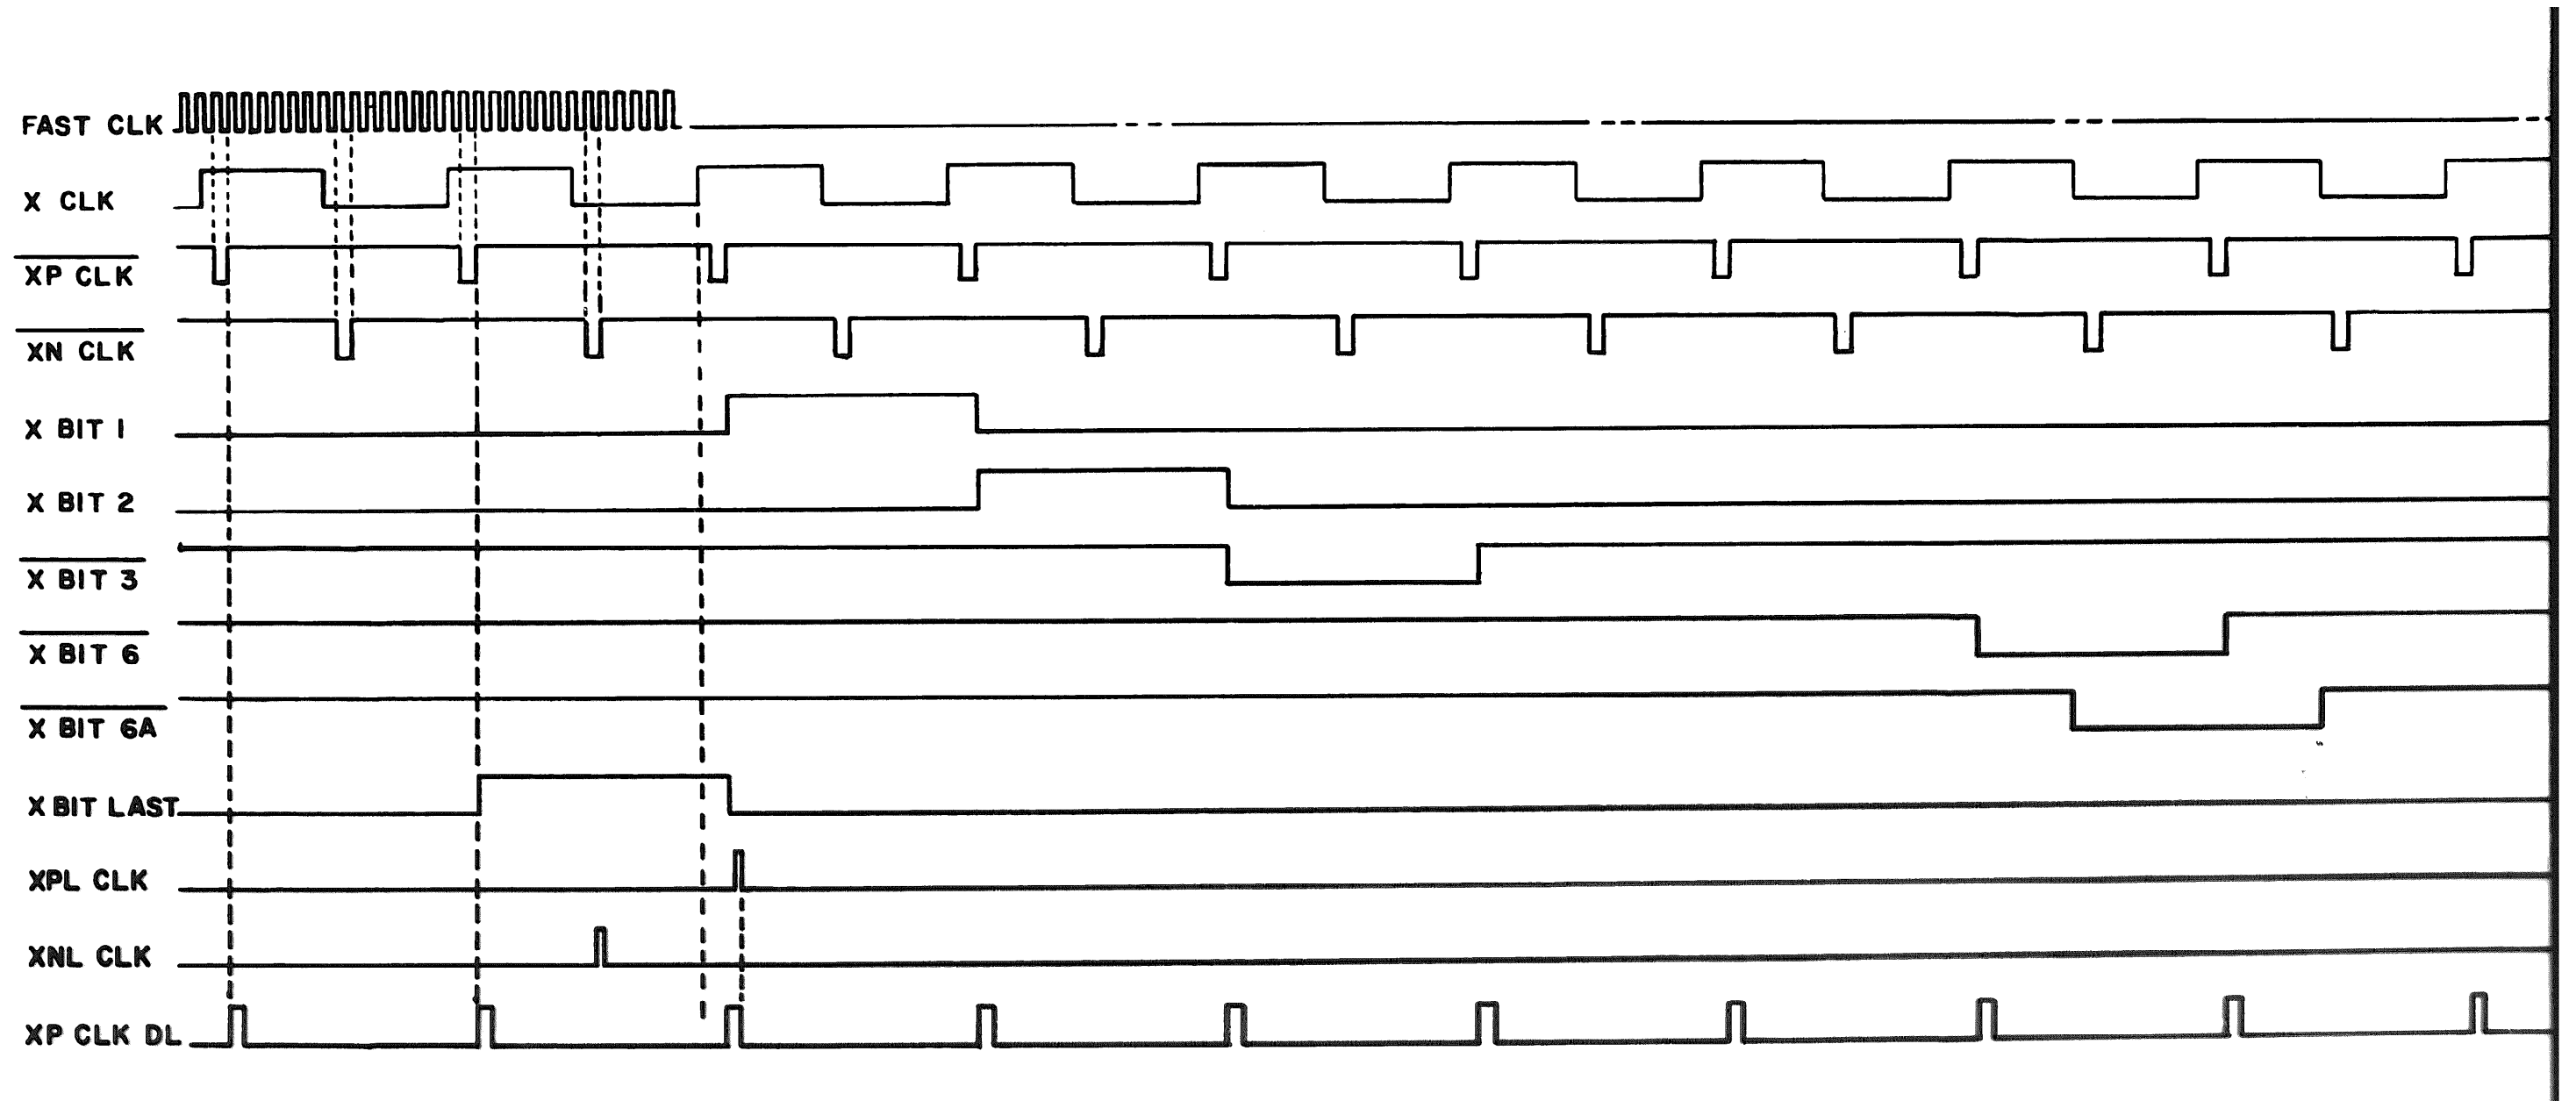 FAST CLK
X CLK
XP CLK
XN CLK
X BIT 1
X BIT 2
X BIT 3
X BIT 6
X BIT 6A
X BIT LAST
XPL CLK
XNL CLK
XP CLK DL